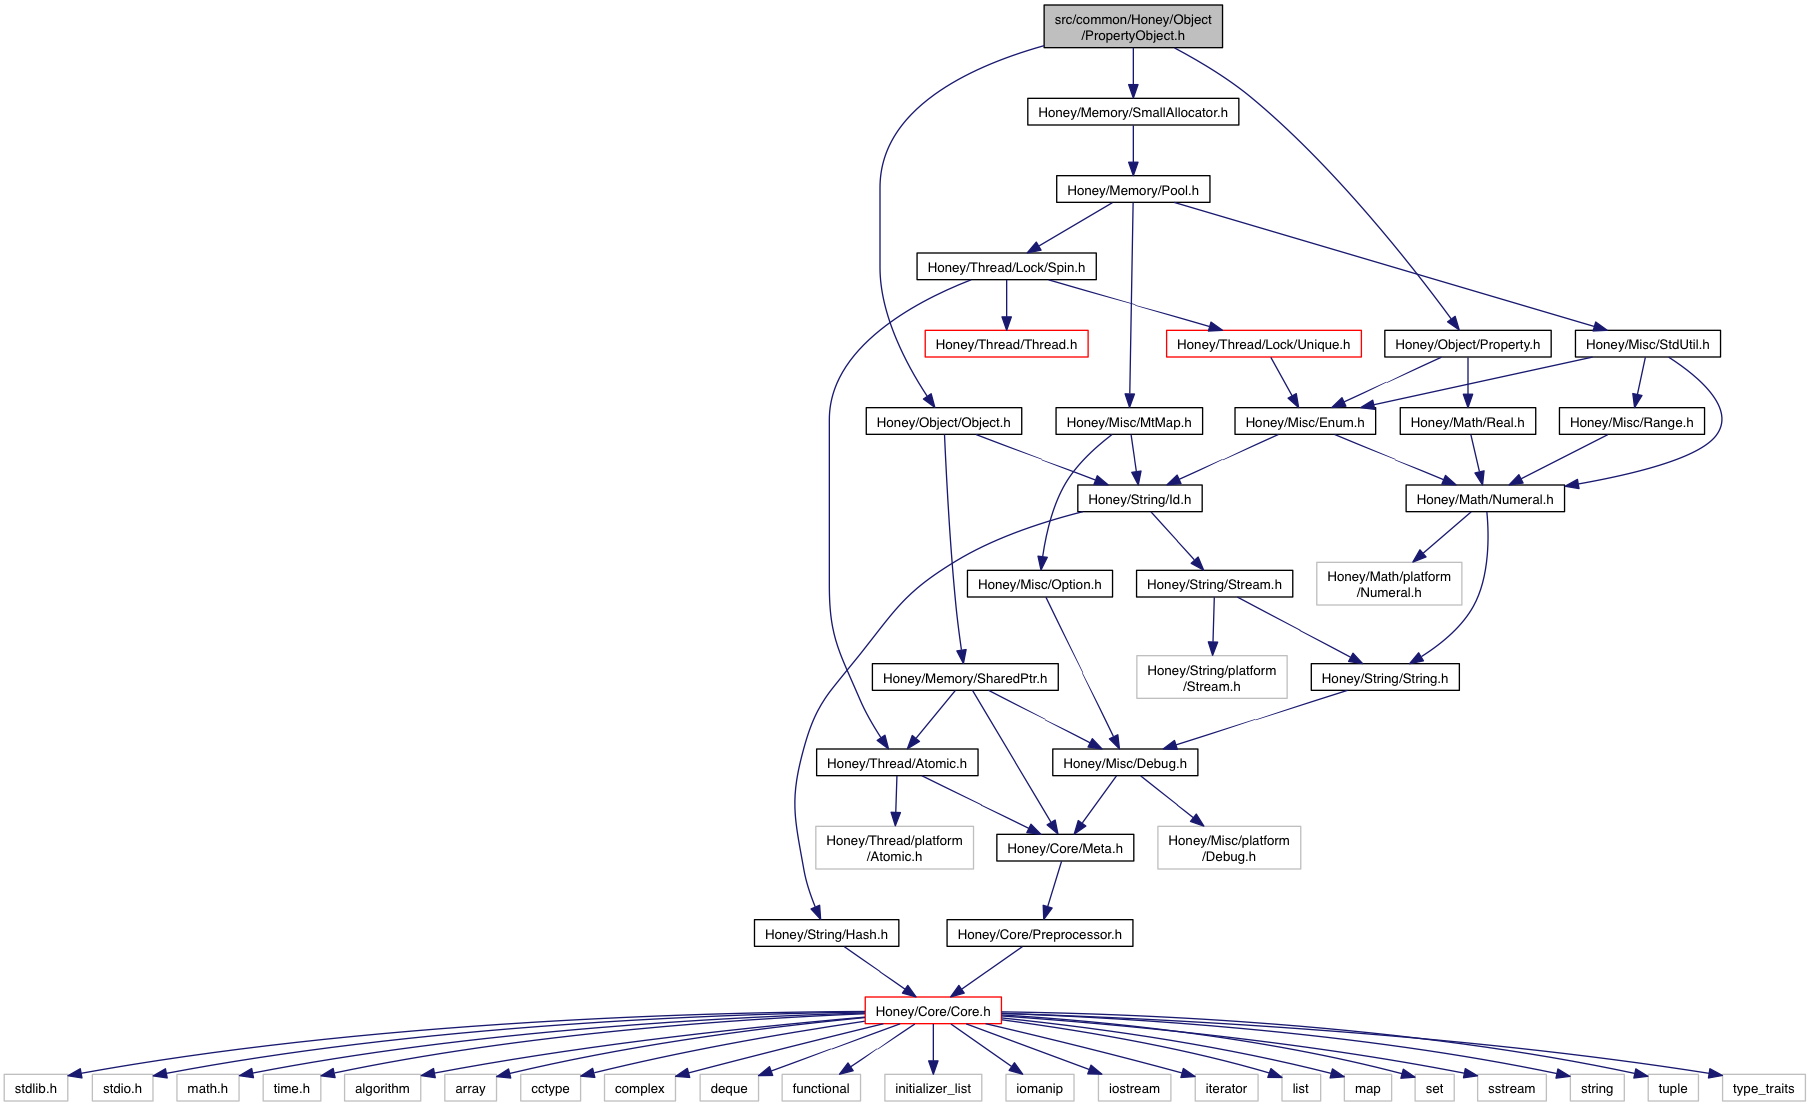 src/common/Honey/Object
/PropertyObject.h
Honey/Memory/SmallAllocator.h
Honey/Memory/Pool.h
Honey/Thread/Lock/Spin.h
Honey/Thread/Thread.h
Honey/Thread/Lock/Unique.h
Honey/Object/Property.h
Honey/Misc/StdUtil.h
Honey/Object/Object.h
Honey/Misc/MtMap.h
Honey/Misc/Enum.h
Honey/Math/Real.h
Honey/Misc/Range.h
Honey/String/Id.h
Honey/Math/Numeral.h
Honey/Misc/Option.h
Honey/String/Stream.h
Honey/Math/platform
/Numeral.h
Honey/Memory/SharedPtr.h
Honey/String/platform
/Stream.h
Honey/String/String.h
Honey/Thread/Atomic.h
Honey/Misc/Debug.h
Honey/Thread/platform
/Atomic.h
Honey/Core/Meta.h
Honey/Misc/platform
/Debug.h
Honey/String/Hash.h
Honey/Core/Preprocessor.h
Honey/Core/Core.h
stdlib.h
stdio.h
math.h
time.h
algorithm
array
cctype
complex
deque
functional
initializer_list
iomanip
iostream
iterator
list
map
set
sstream
string
tuple
type_traits